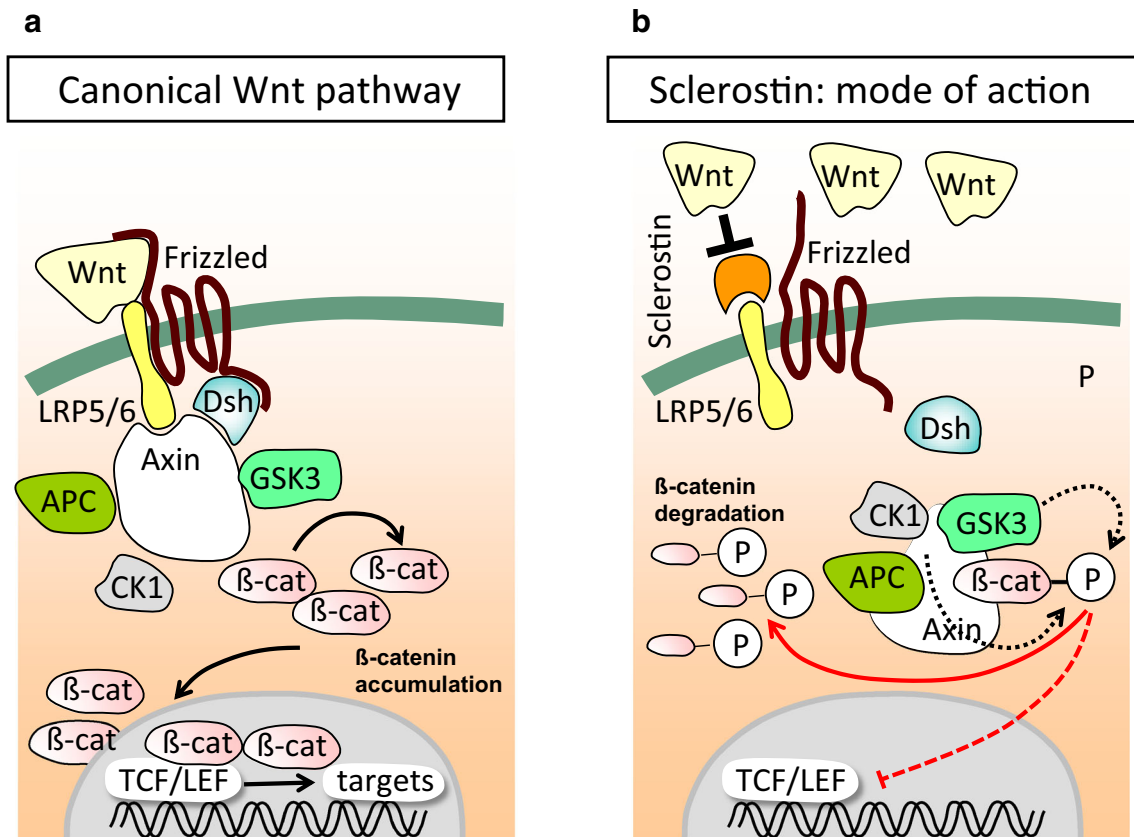 a
Canonical Wnt pathway
Wnt
Frizzled
LRP5/6
Dsh
Axin
GSK3
APC
CK1
ß-cat
ß-cat
ß-cat
ß-catenin
accumulation
ß-cat
ß-cat
ß-cat
ß-cat
TCF/LEF
targets
b
Sclerostin: mode of action
Wnt
Wnt
Wnt
Sclerostin
Frizzled
LRP5/6
P
Dsh
ß-catenin
degradation
CK1
GSK3
P
P
P
APC
ß-cat
P
Axin
TCF/LEF